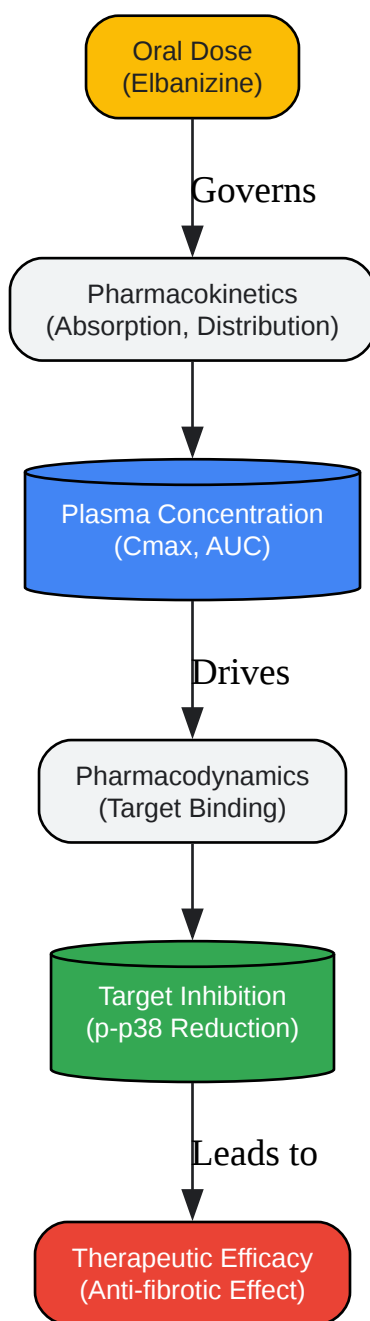 Oral Dose
(Elbanizine)
Governs
Pharmacokinetics
(Absorption, Distribution)
Plasma Concentration
(Cmax, AUC)
Drives
Pharmacodynamics
(Target Binding)
Target Inhibition
(p-p38 Reduction)
Leads to
Therapeutic Efficacy
(Anti-fibrotic Effect)